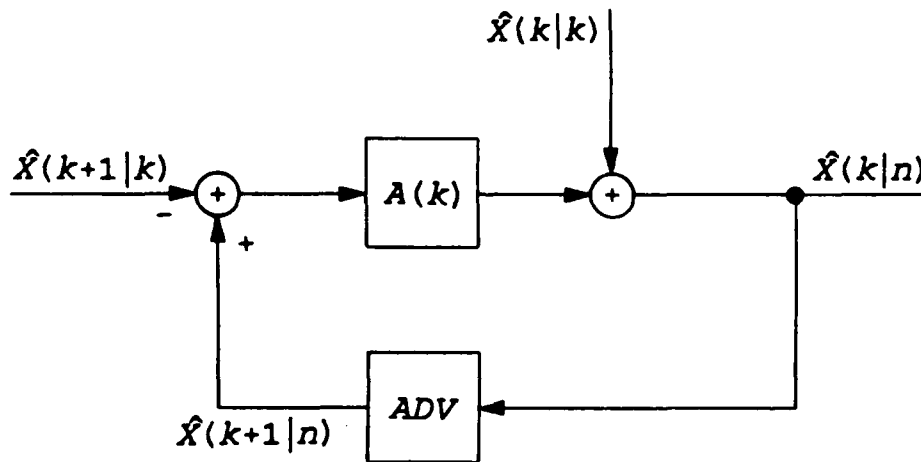 X̂(k|k)
X̂(k+1|k)
+
-
A(k)
+
X̂(k|n)
+
ADV
X̂(k+1|n)